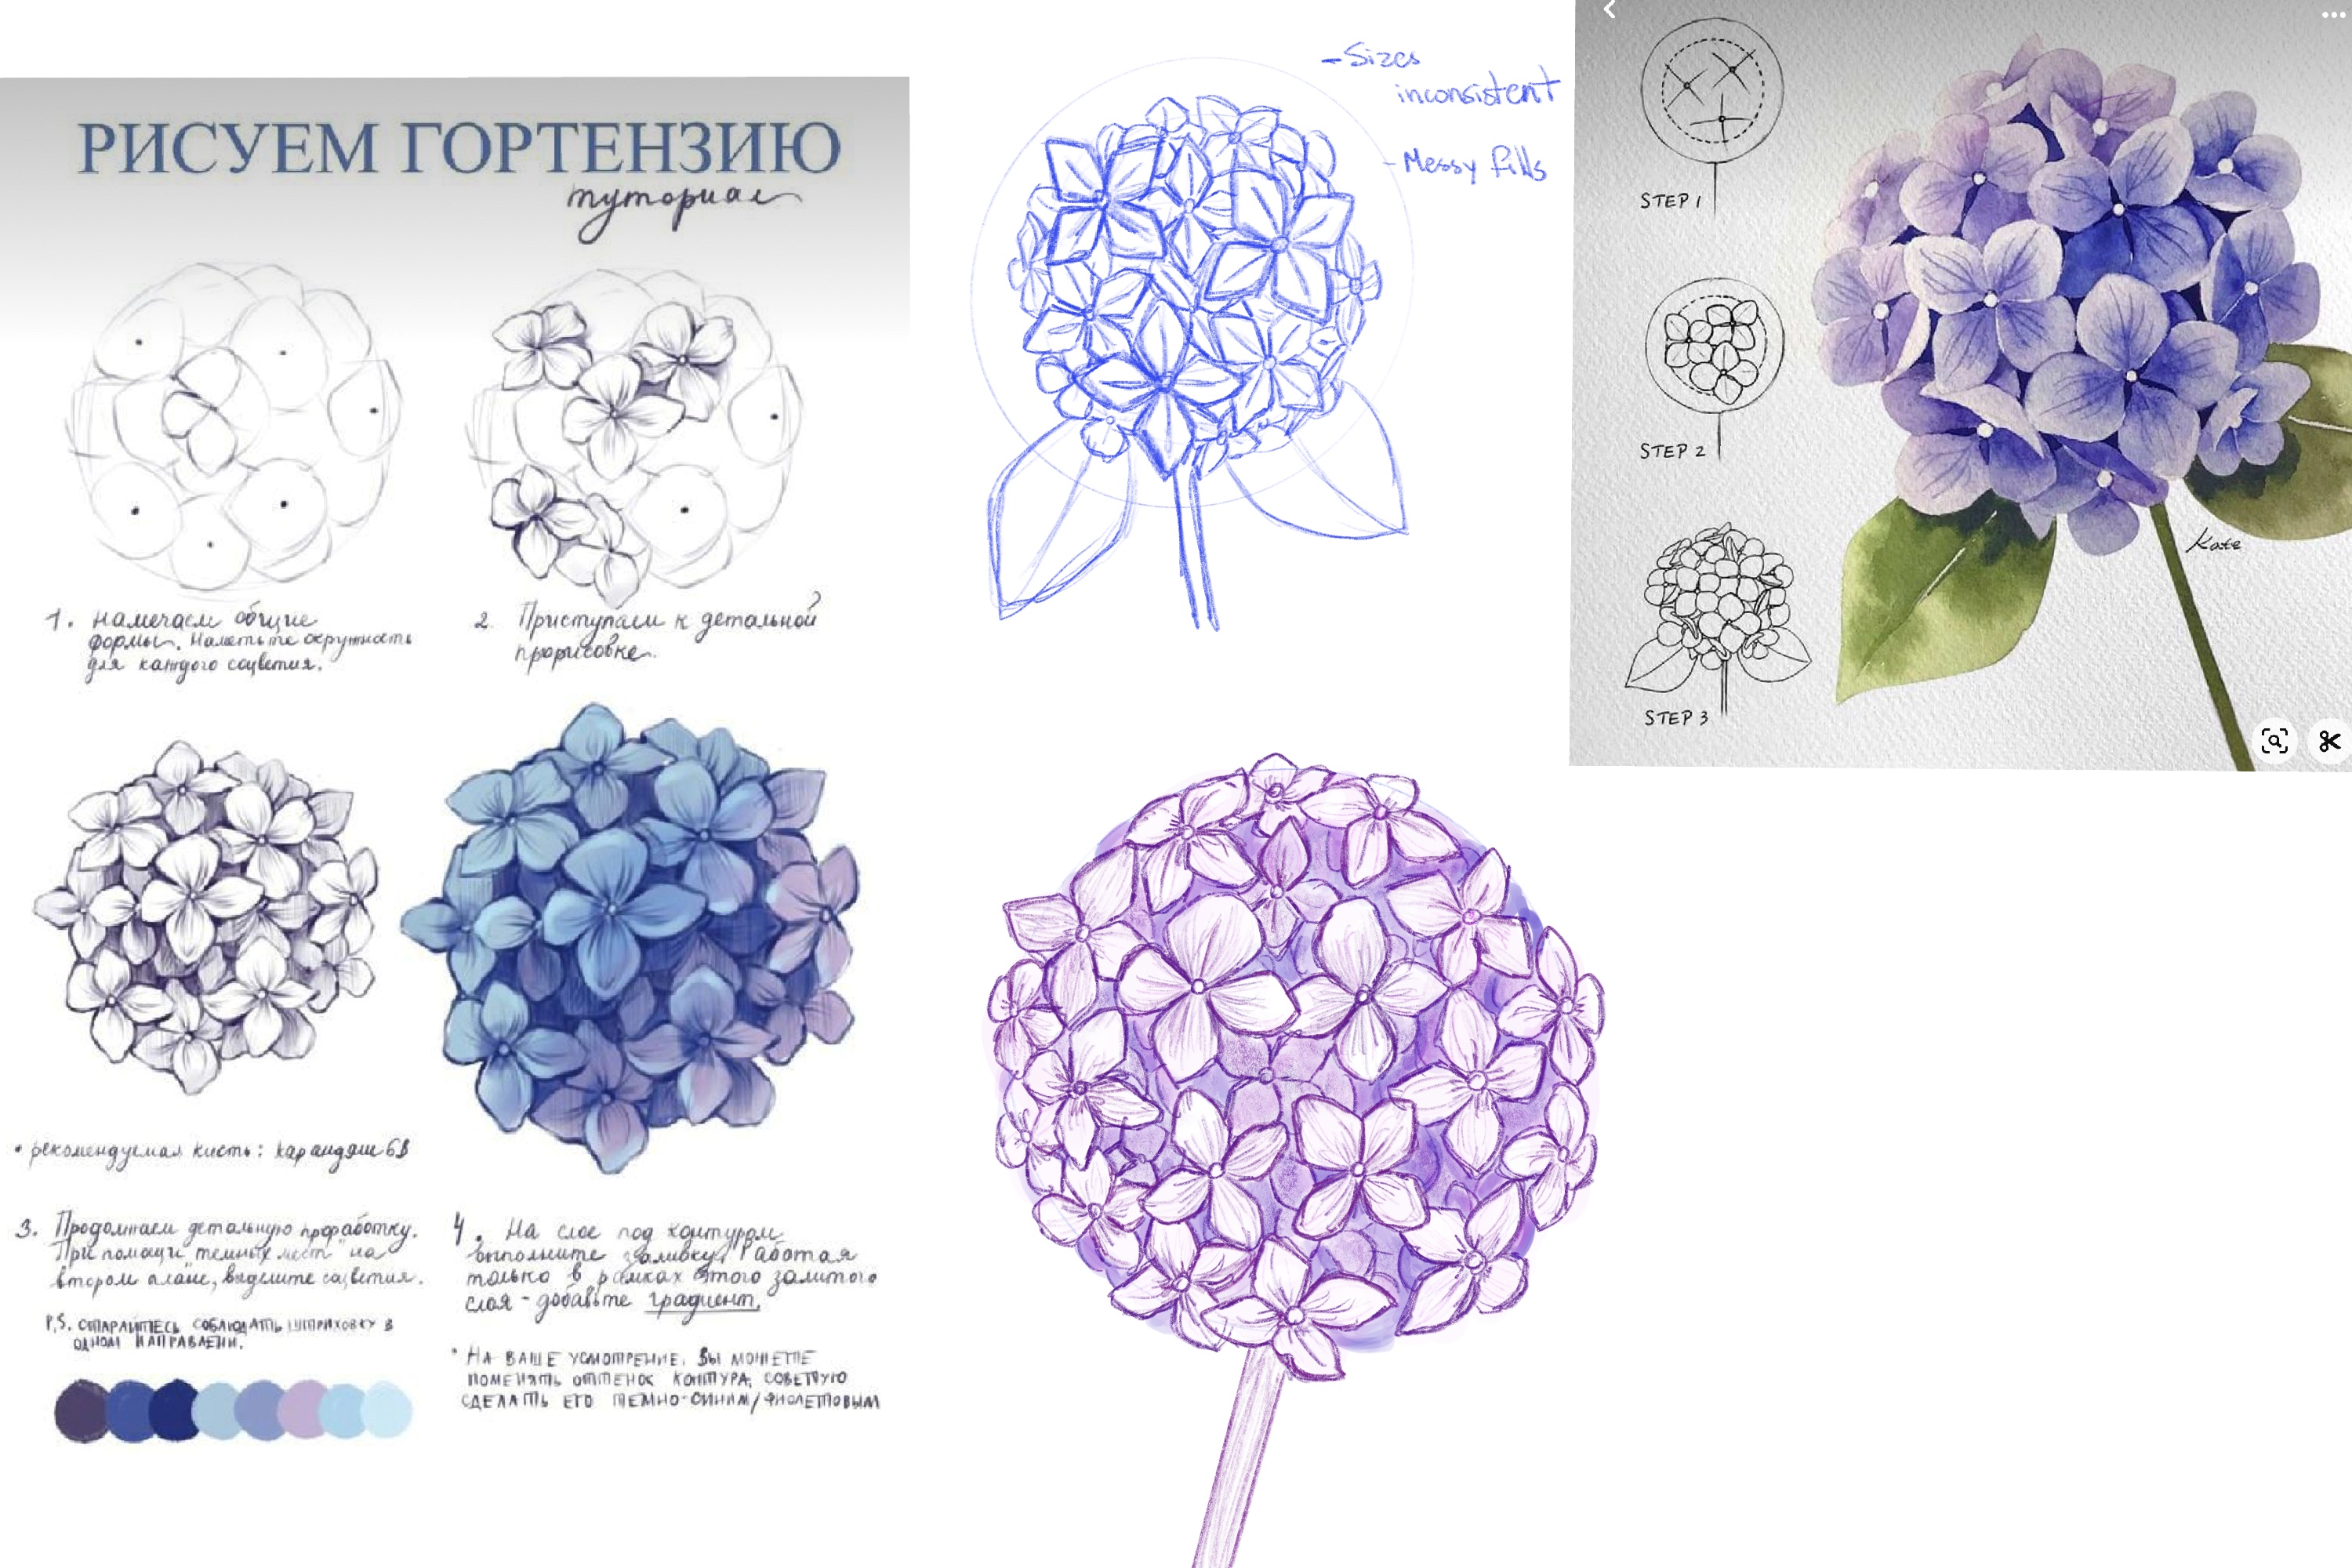 РИСУЕМ ГОРТЕНЗИЮ
туториал
1. Намечаем общие
формы. Наметьте окружность
для каждого соцветия.
2. Приступаем к детальной
прорисовке.
• рекомендуемая кисть: карандаш 6В
3. Продолжаем детальную проработку.
При помощи "темных мест" на
втором плане, выделите соцветия.
P.S. СТАРАЙТЕСЬ СОБЛЮДАТЬ ШТРИХОВКУ В
ОДНОМ НАПРАВЛЕНИИ.
4. На слое под контуром
выполните заливку. Работая
только в рамках этого залитого
слоя - добавьте градиент.
* НА ВАШЕ УСМОТРЕНИЕ. ВЫ МОЖЕТЕ
ПОМЕНЯТЬ ОТТЕНОК КОНТУРА, СОВЕТУЮ
СДЕЛАТЬ ЕГО ТЕМНО-СИНИМ/ФИОЛЕТОВЫМ
- Sizes
inconsistent
- Messy fills
STEP 1
STEP 2
STEP 3
Kate